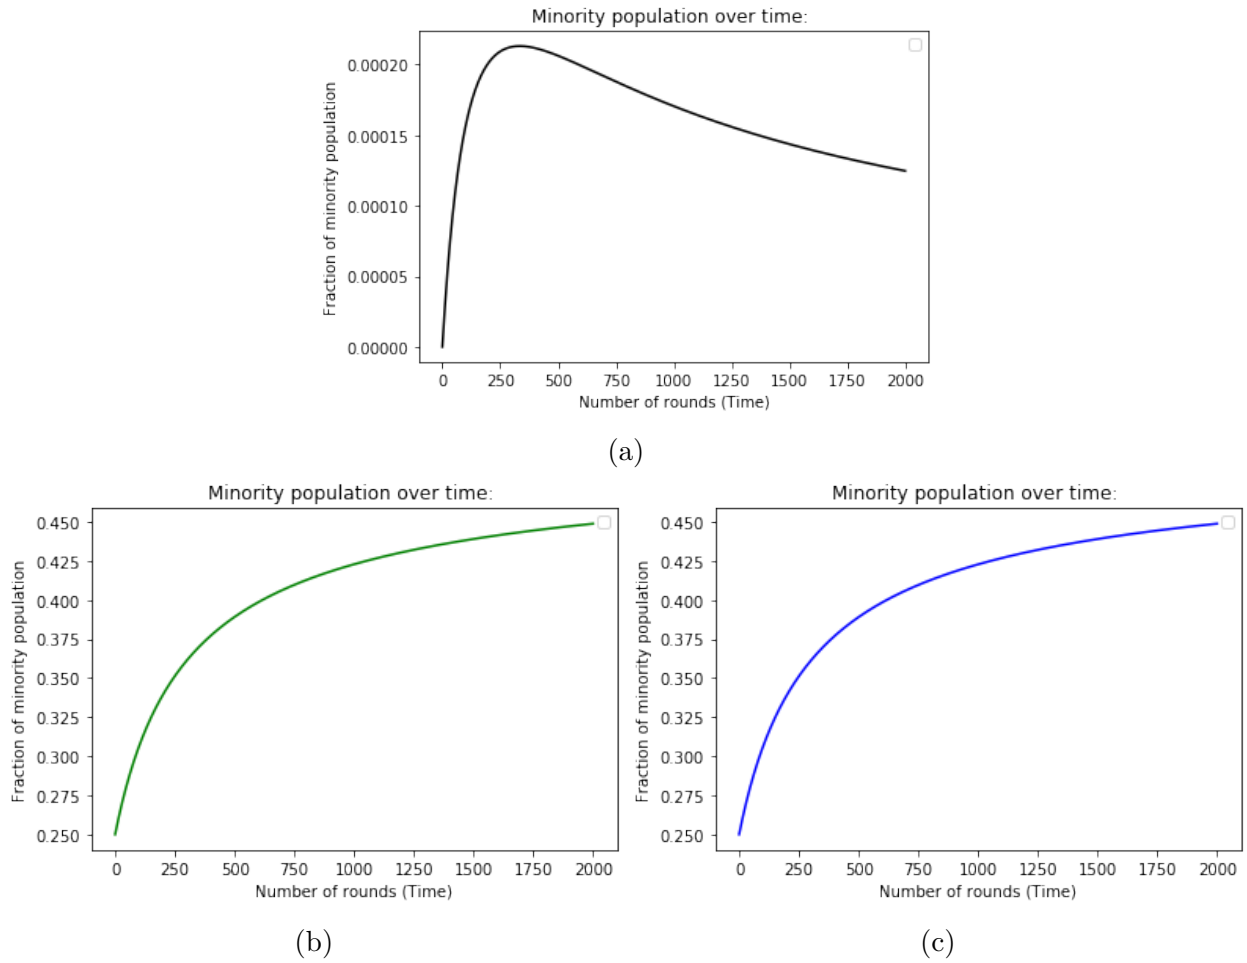 Minority population over time:
Fraction of minority population
0.00020
0.00015
0.00010
0.00005
0.00000
0 250 500 750 1000 1250 1500 1750 2000
Number of rounds (Time)
(a)
Minority population over time:
Fraction of minority population
0.450
0.425
0.400
0.375
0.350
0.325
0.300
0.275
0.250
0 250 500 750 1000 1250 1500 1750 2000
Number of rounds (Time)
(b)
Minority population over time:
Fraction of minority population
0.450
0.425
0.400
0.375
0.350
0.325
0.300
0.275
0.250
0 250 500 750 1000 1250 1500 1750 2000
Number of rounds (Time)
(c)